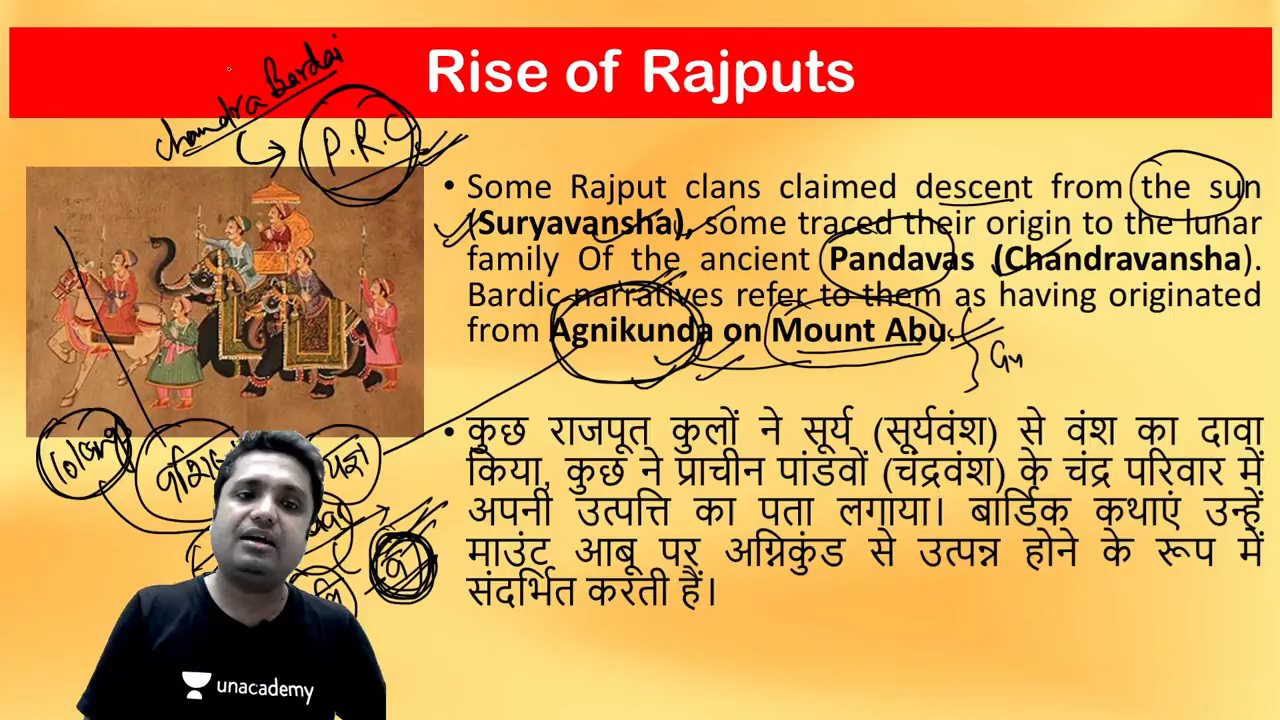 Rise of Rajputs
Chandra Bardai
P.R.C
• Some Rajput clans claimed descent from the sun
(Suryavansha), some traced their origin to the lunar
family Of the ancient Pandavas (Chandravansha).
Bardic narratives refer to them as having originated
from Agnikunda on Mount Abu.
• कुछ राजपूत कुलों ने सूर्य (सूर्यवंश) से वंश का दावा
किया, कुछ ने प्राचीन पांडवों (चंद्रवंश) के चंद्र परिवार में
अपनी उत्पत्ति का पता लगाया। बार्डिक कथाएं उन्हें
माउंट आबू पर अग्निकुंड से उत्पन्न होने के रूप में
संदर्भित करती हैं।
unacademy